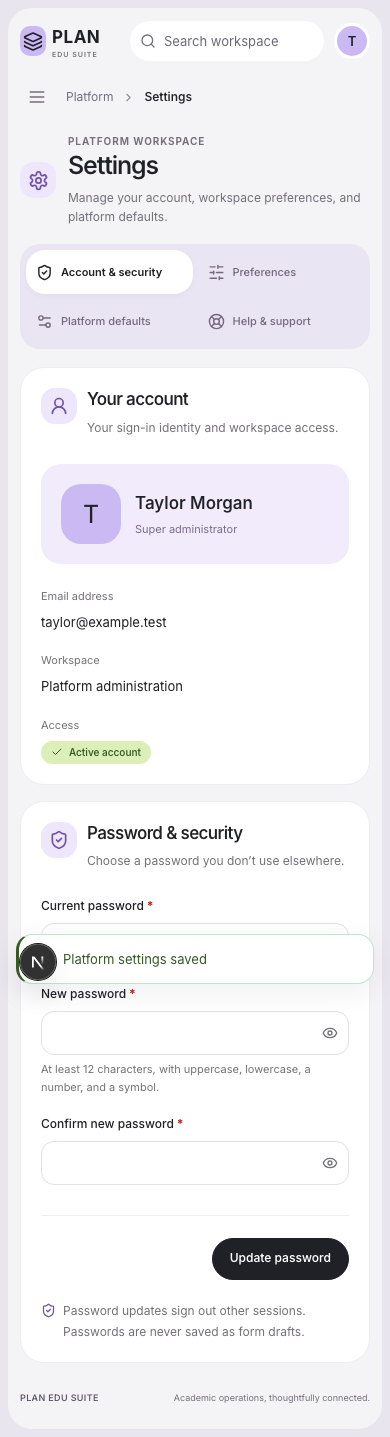 PLAN
EDU SUITE
Search workspace
T
Platform
Settings
PLATFORM WORKSPACE
Settings
Manage your account, workspace preferences, and
platform defaults.
Account & security
Preferences
Platform defaults
Help & support
Your account
Your sign-in identity and workspace access.
T
Taylor Morgan
Super administrator
Email address
taylor@example.test
Workspace
Platform administration
Access
Active account
Password & security
Choose a password you don’t use elsewhere.
Current password *
N
Platform settings saved
New password *
At least 12 characters, with uppercase, lowercase, a
number, and a symbol.
Confirm new password *
Update password
Password updates sign out other sessions.
Passwords are never saved as form drafts.
PLAN EDU SUITE
Academic operations, thoughtfully connected.